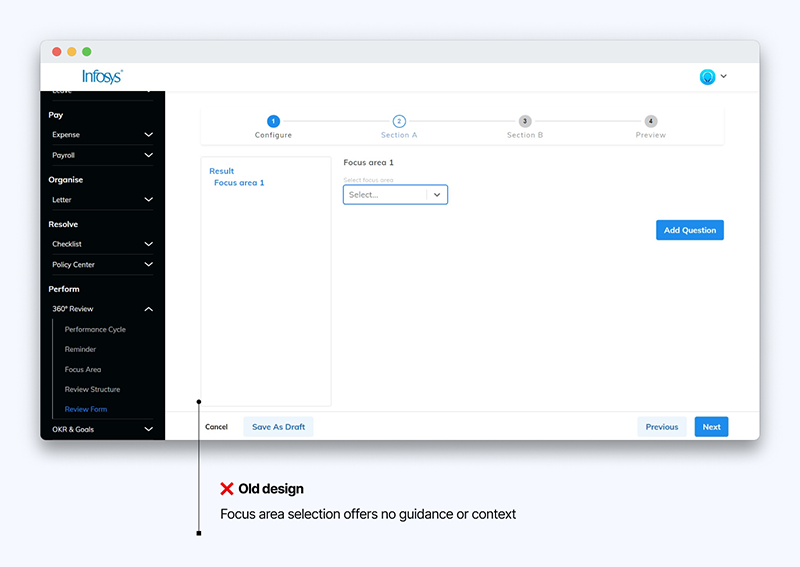 Infosys
Leave
Pay
Expense
Payroll
Organise
Letter
Resolve
Checklist
Policy Center
Perform
360° Review
Performance Cycle
Reminder
Focus Area
Review Structure
Review Form
OKR & Goals
1 2 3 4
Configure Section A Section B Preview
Result
Focus area 1
Focus area 1
Select focus area
Select...
Add Question
Cancel Save As Draft Previous Next
❌ Old design
Focus area selection offers no guidance or context